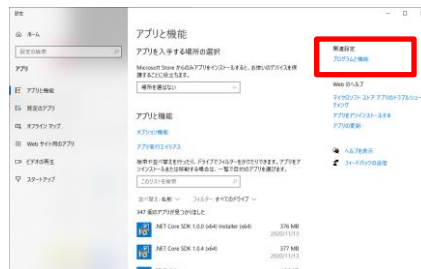 設定
ホーム
設定の検索
アプリ
アプリと機能
既定のアプリ
オフライン マップ
Web サイト用のアプリ
ビデオの再生
スタートアップ
アプリと機能
アプリを入手する場所の選択
Microsoft Store からのみアプリをインストールすると、お使いのデバイスを保
護することに役立ちます。
場所を選ばない
アプリと機能
オプション機能
アプリ実行エイリアス
検索や並べ替えを行ったり、ドライブでフィルターをかけたりできます。アプリをア
ンインストールまたは移動する場合は、一覧で目的のアプリを選びます。
このリストを検索
並べ替え: 名前
フィルター: すべてのドライブ
347 個のアプリが見つかりました
.NET Core SDK 1.0.0 (x64) Installer (x64)
376 MB
2020/11/13
.NET Core SDK 1.0.4 (x64)
377 MB
2020/11/13
関連設定
プログラムと機能
Web のヘルプ
マイクロソフト ストア アプリのトラブルシュー
ティング
アプリをアンインストールする
アプリの更新
ヘルプを表示
フィードバックの送信